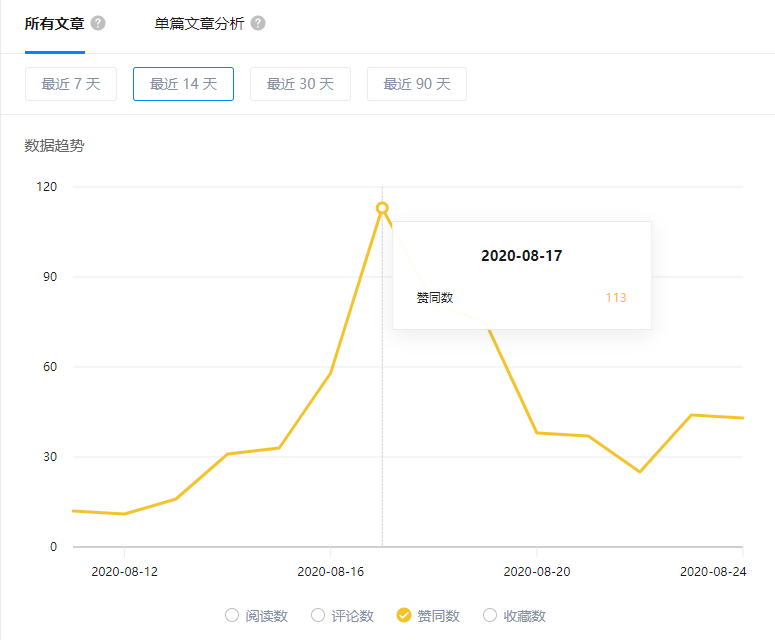 所有文章 ? 单篇文章分析 ?
最近 7 天 最近 14 天 最近 30 天 最近 90 天
数据趋势
120
90
60
30
0
2020-08-17
赞同数 113
2020-08-12 2020-08-16 2020-08-20 2020-08-24
阅读数 评论数 赞同数 收藏数